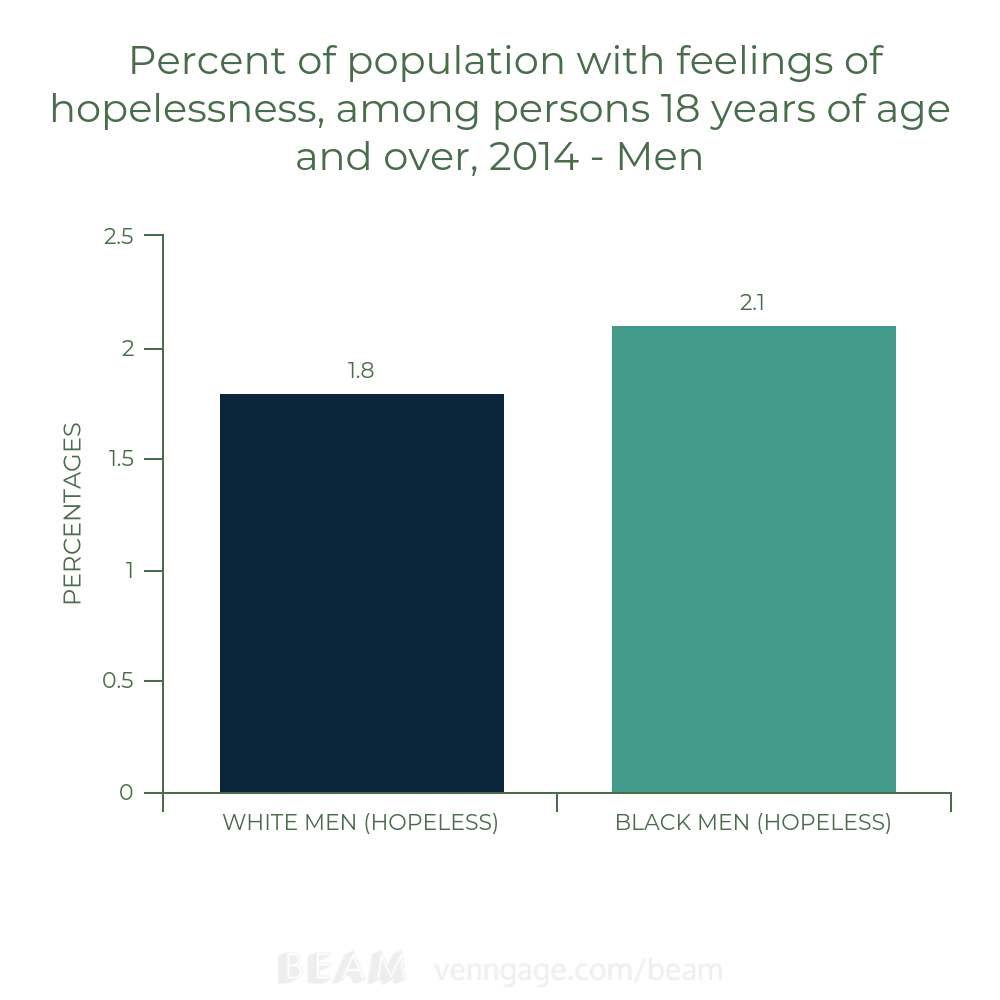 Percent of population with feelings of
hopelessness, among persons 18 years of age
and over, 2014 - Men
2.5
2
1.5
1
0.5
0
PERCENTAGES
1.8
2.1
WHITE MEN (HOPELESS)
BLACK MEN (HOPELESS)
BEAM venngage.com/beam